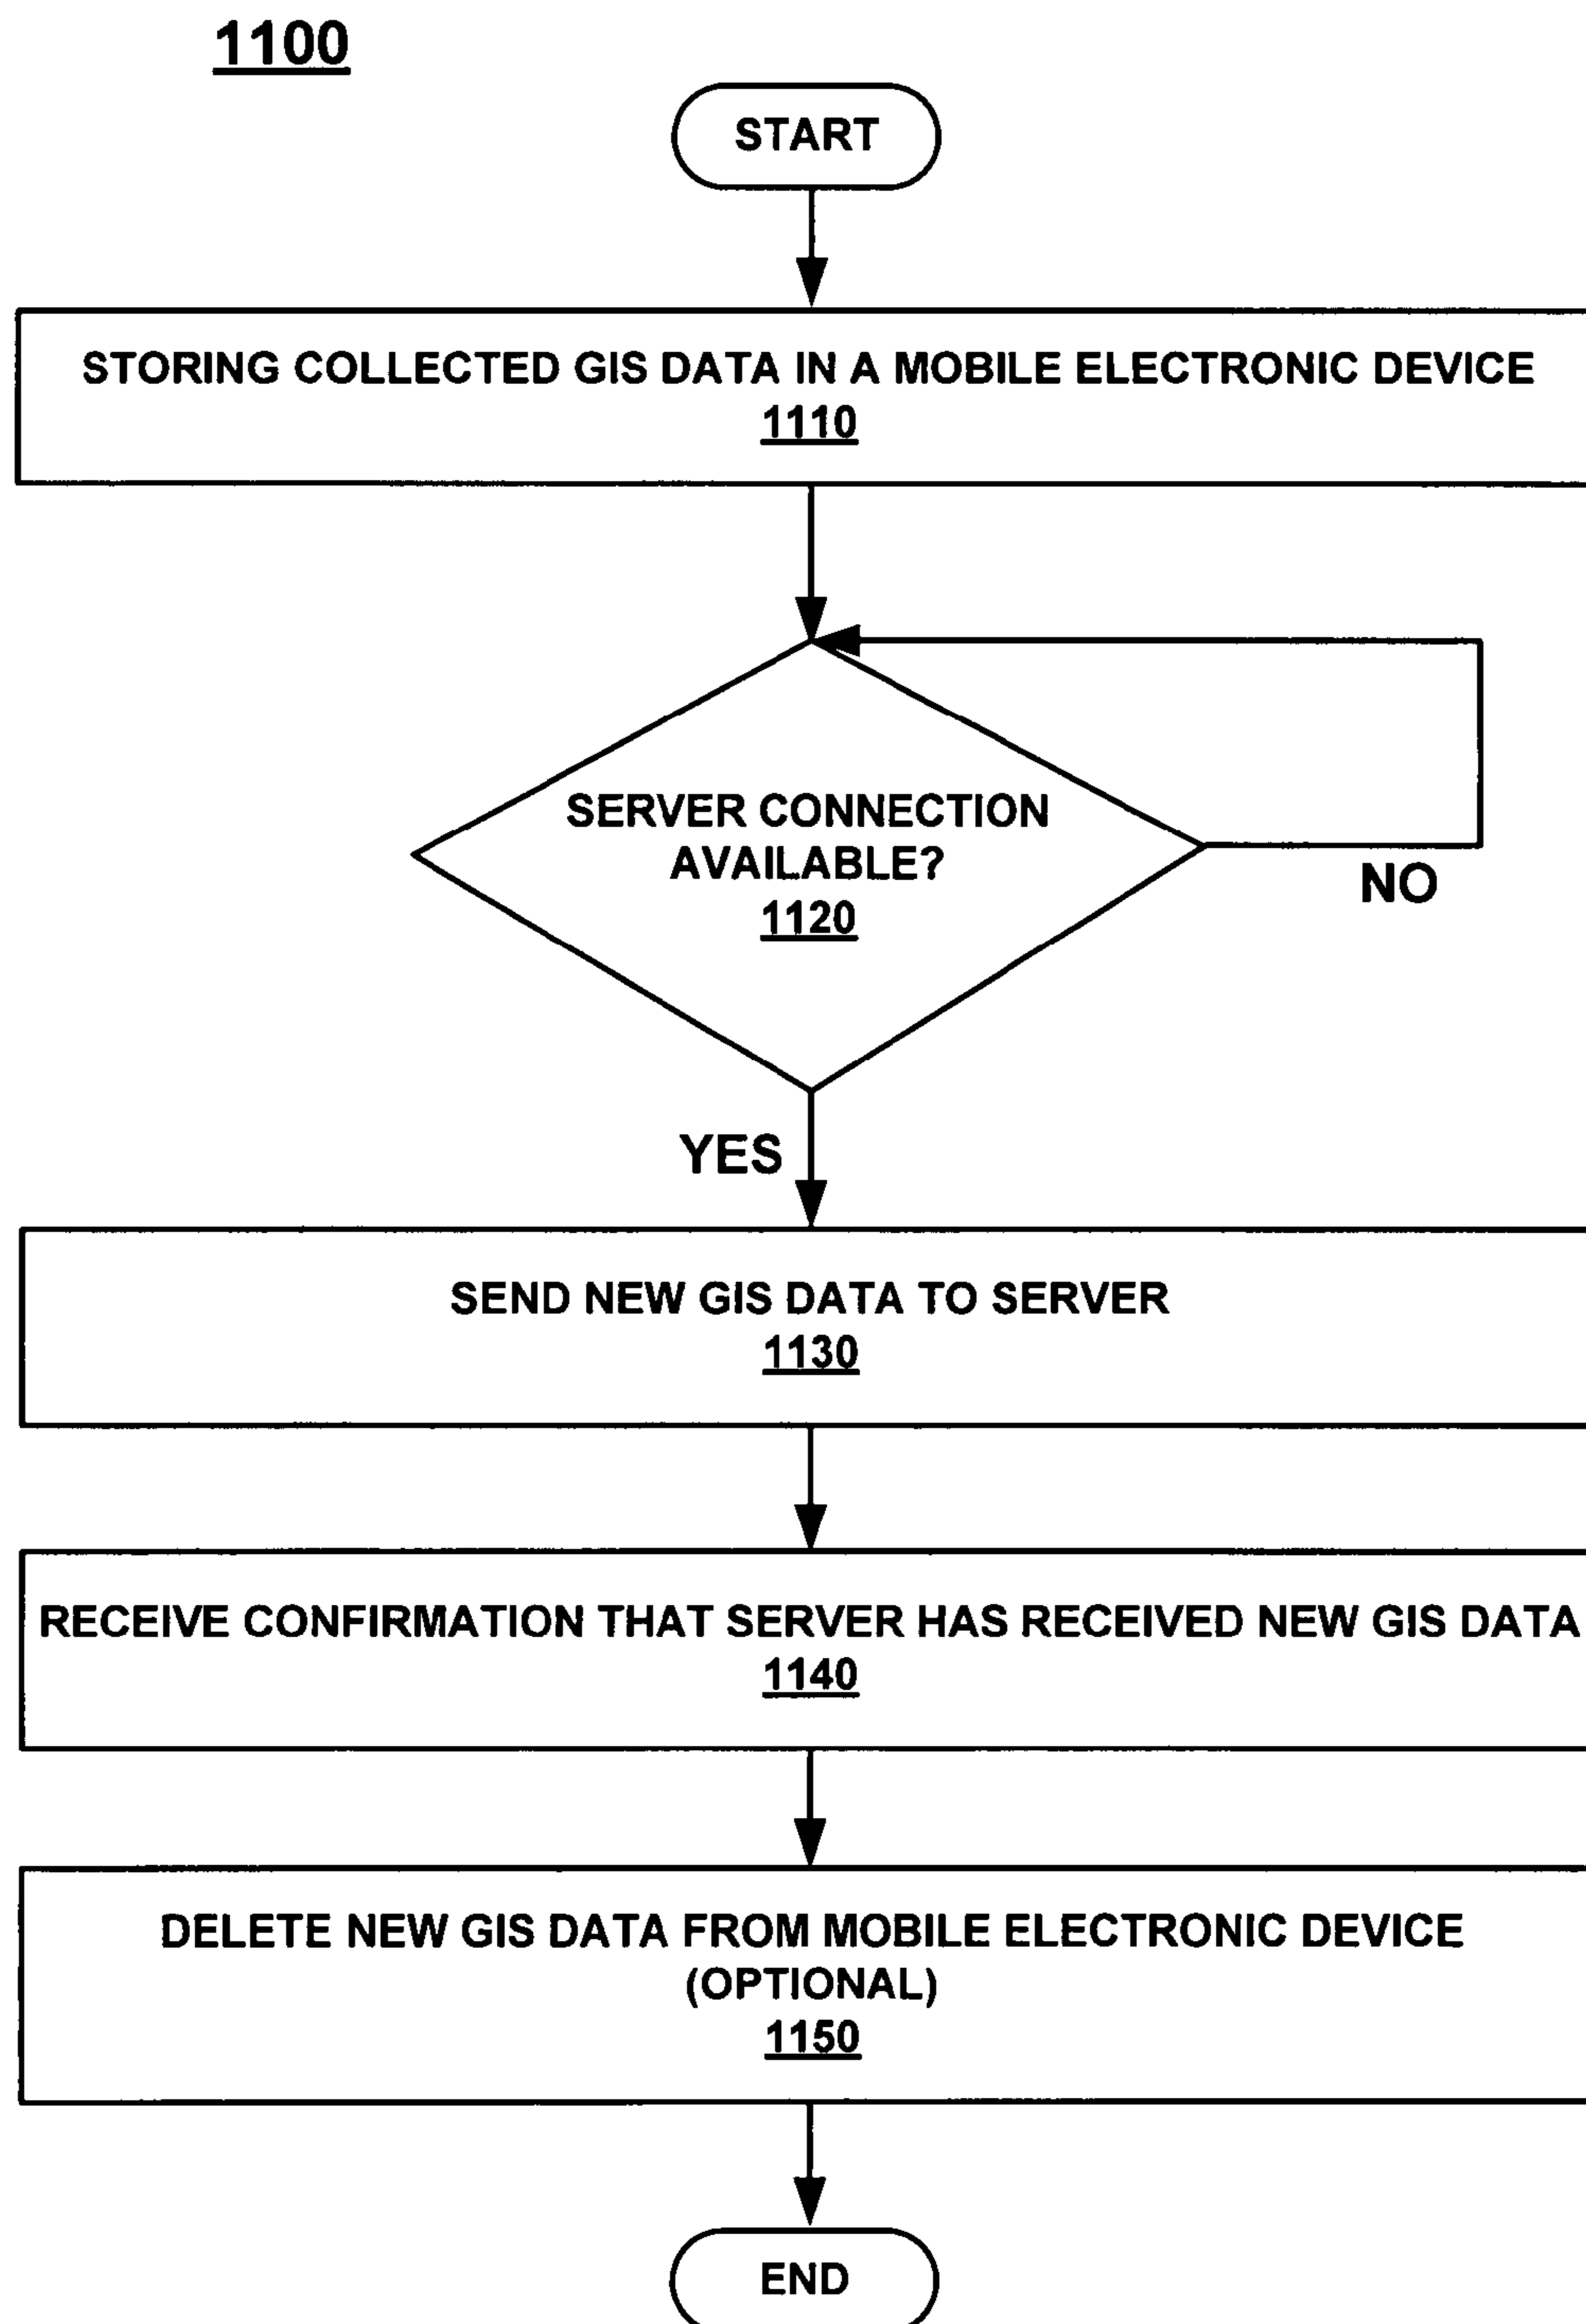 1100
START
STORING COLLECTED GIS DATA IN A MOBILE ELECTRONIC DEVICE
1110
SERVER CONNECTION
AVAILABLE?
1120
NO
YES
SEND NEW GIS DATA TO SERVER
1130
RECEIVE CONFIRMATION THAT SERVER HAS RECEIVED NEW GIS DATA
1140
DELETE NEW GIS DATA FROM MOBILE ELECTRONIC DEVICE
(OPTIONAL)
1150
END